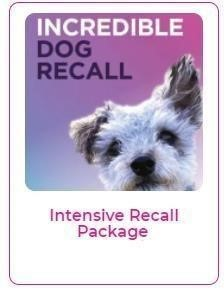 INCREDIBLE
DOG
RECALL
Intensive Recall
Package